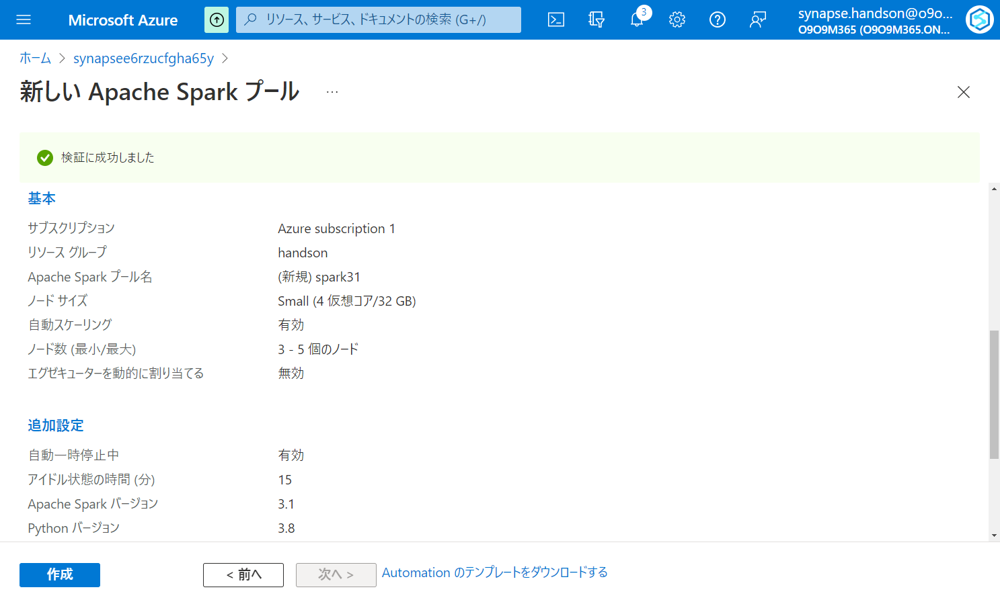 Microsoft Azure
リソース、サービス、ドキュメントの検索 (G+/)
3
synapse.handson@o9o...
O9O9M365 (O9O9M365.ON...
ホーム > synapsee6rzucfgha65y >
新しい Apache Spark プール ...
検証に成功しました
基本
サブスクリプション Azure subscription 1
リソース グループ handson
Apache Spark プール名 (新規) spark31
ノード サイズ Small (4 仮想コア/32 GB)
自動スケーリング 有効
ノード数 (最小/最大) 3 - 5 個のノード
エグゼキューターを動的に割り当てる 無効
追加設定
自動一時停止中 有効
アイドル状態の時間 (分) 15
Apache Spark バージョン 3.1
Python バージョン 3.8
作成 < 前へ 次へ > Automation のテンプレートをダウンロードする